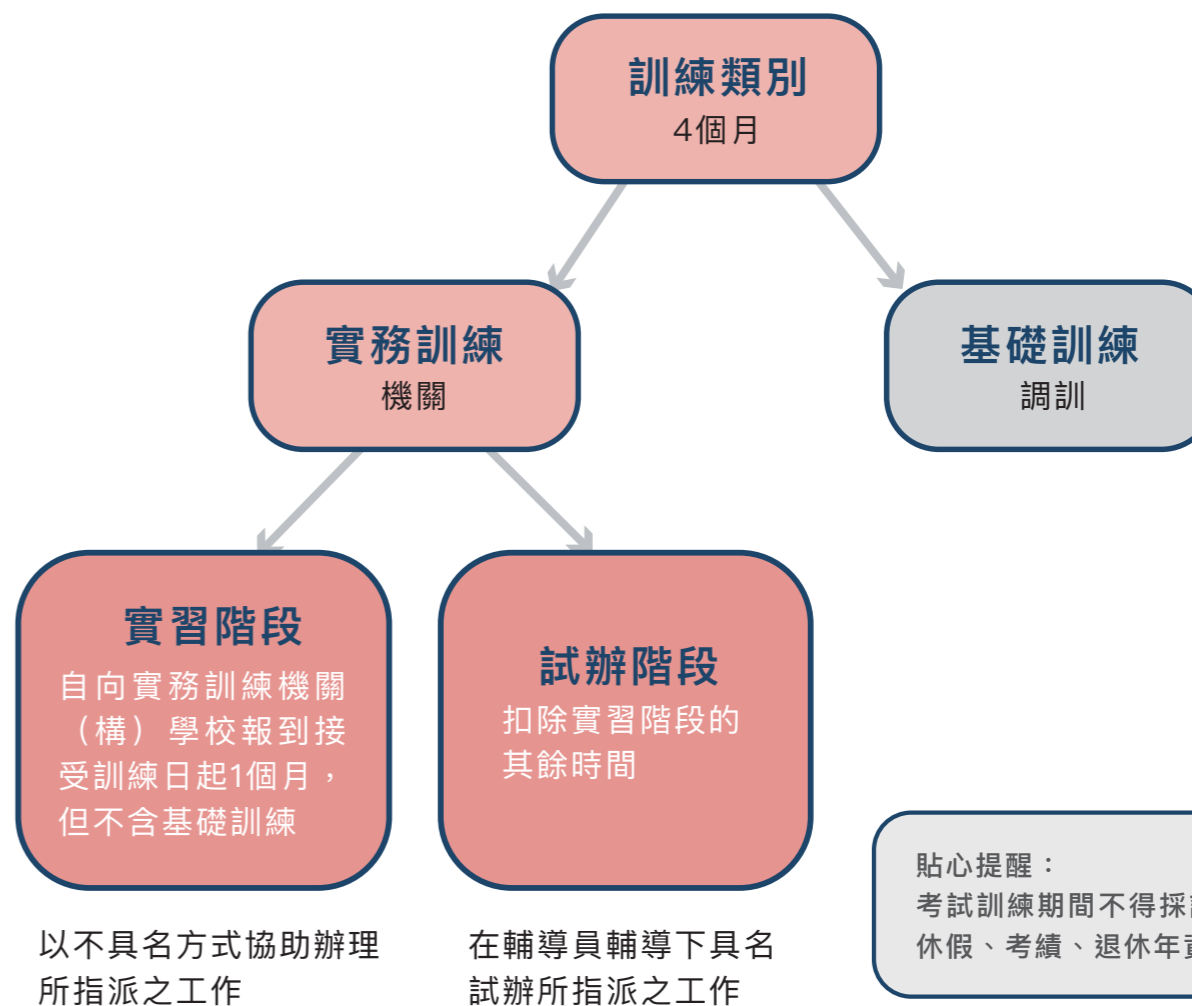 訓練類別
4個月
實務訓練
機關
基礎訓練
調訓
實習階段
自向實務訓練機關
（構）學校報到接
受訓練日起1個月，
但不含基礎訓練
試辦階段
扣除實習階段的
其餘時間
以不具名方式協助辦理
所指派之工作
在輔導員輔導下具名
試辦所指派之工作
貼心提醒：
考試訓練期間不得採
休假、考績、退休年